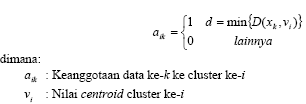 a_ik = { 1 d = min{D(x_k, v_i)}
0 lainnya
dimana:
a_ik : Keanggotaan data ke-k ke cluster ke-i
v_i : Nilai centroid cluster ke-i